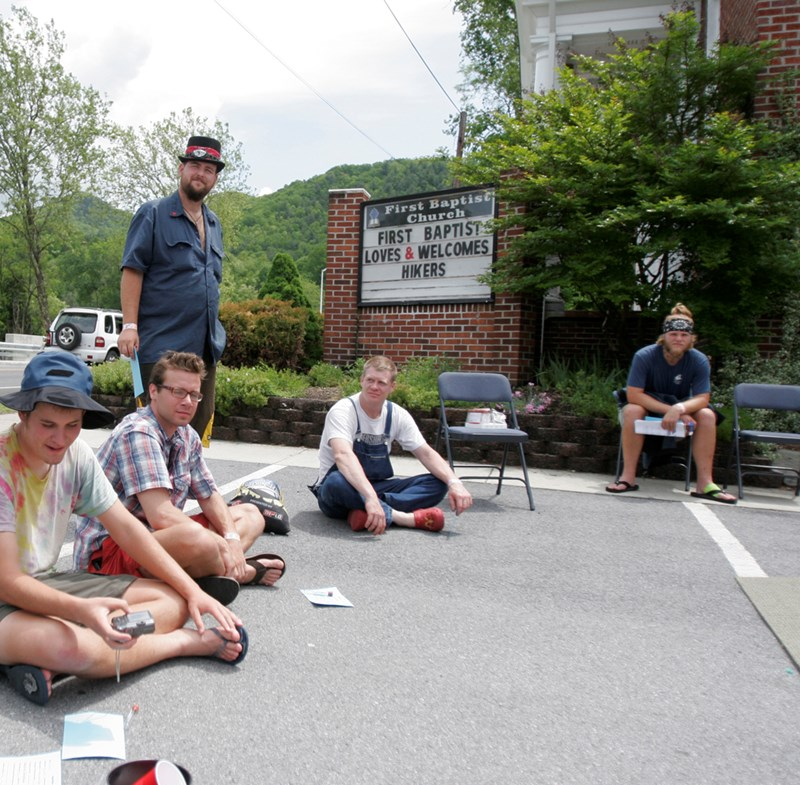 First Baptist
Church
FIRST BAPTIST
LOVES & WELCOMES
HIKERS